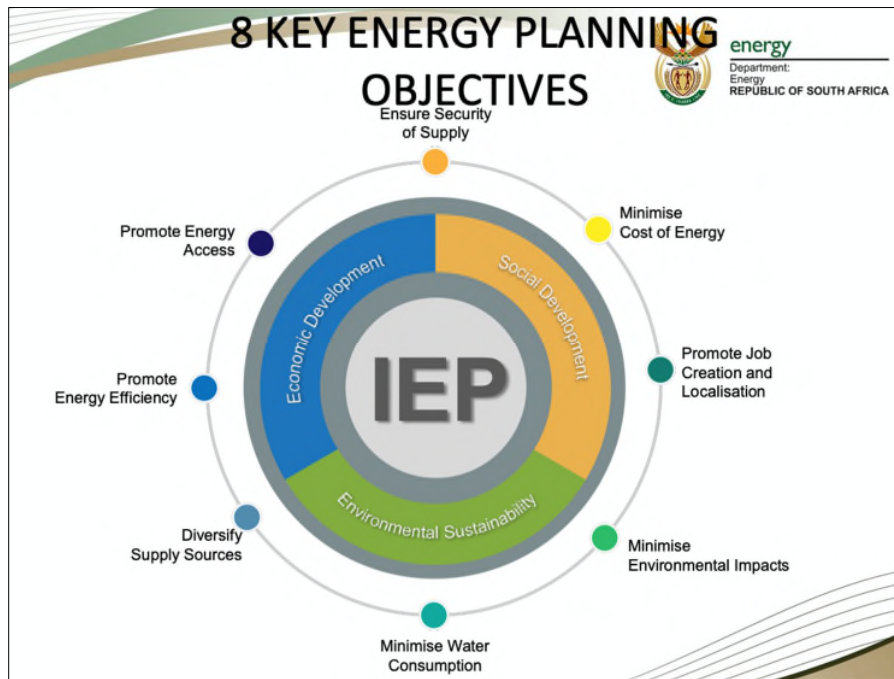 8 KEY ENERGY PLANNING
OBJECTIVES
energy
Department:
Energy
REPUBLIC OF SOUTH AFRICA
Ensure Security
of Supply
Minimise
Cost of Energy
Promote Job
Creation and
Localisation
Minimise
Environmental Impacts
Minimise Water
Consumption
Diversify
Supply Sources
Promote
Energy Efficiency
Promote Energy
Access
Economic Development
Social Development
Environmental Sustainability
IEP